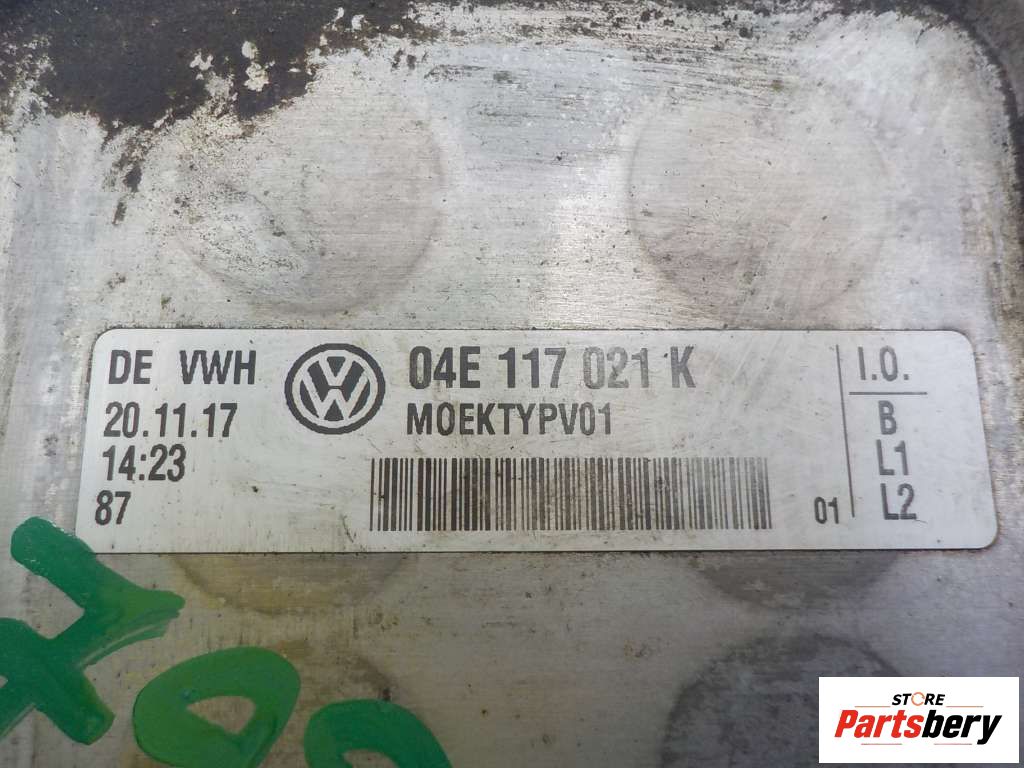 DE VWH
20.11.17
14:23
87
04E 117 021 K
MOEKTYPV01
01
I.O.
B
L1
L2
STORE
Partsbery